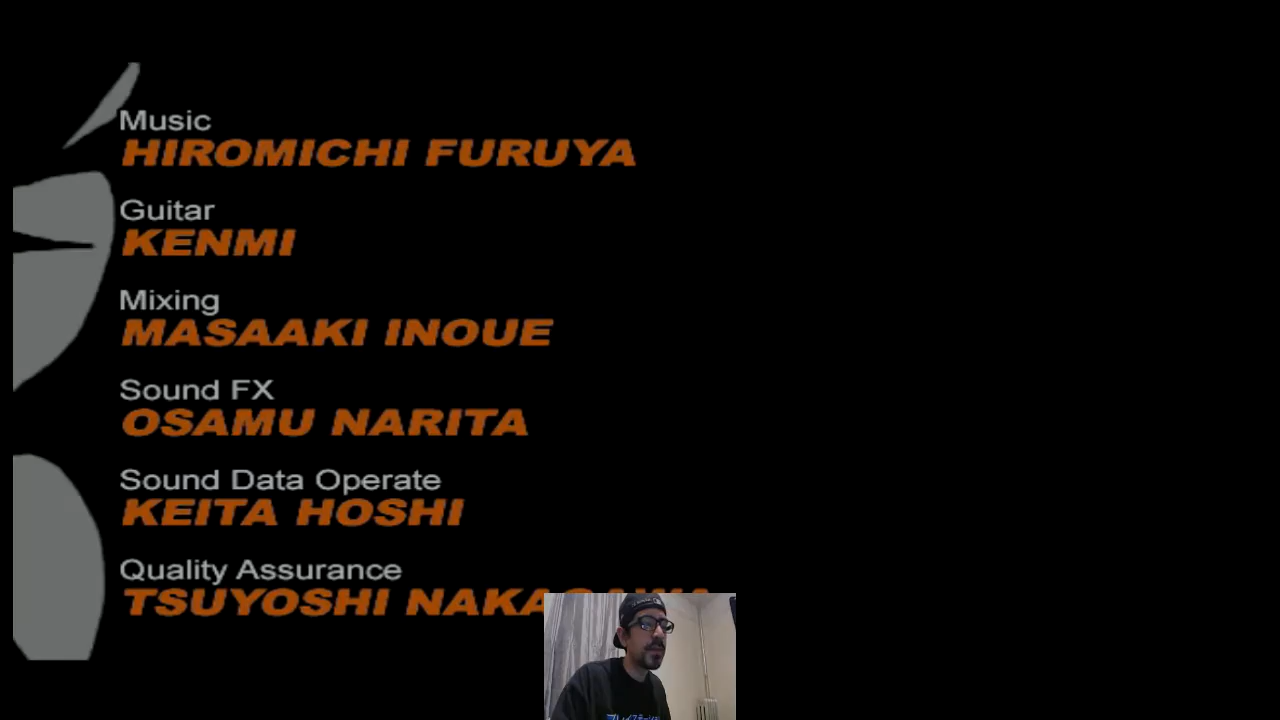 Music
HIROMICHI FURUYA
Guitar
KENMI
Mixing
MASAAKI INOUE
Sound FX
OSAMU NARITA
Sound Data Operate
KEITA HOSHI
Quality Assurance
TSUYOSHI